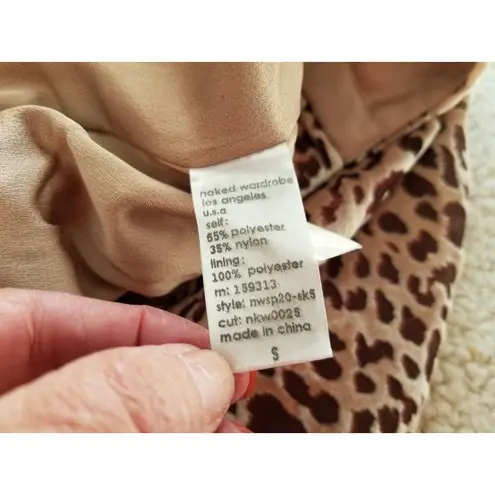 naked wardrobe
los angeles
u.s.a
self:
65% polyester
35% nylon
lining:
100% polyester
rn: 159313
style: nwsp20-sk5
cut: nkw0025
made in china
S